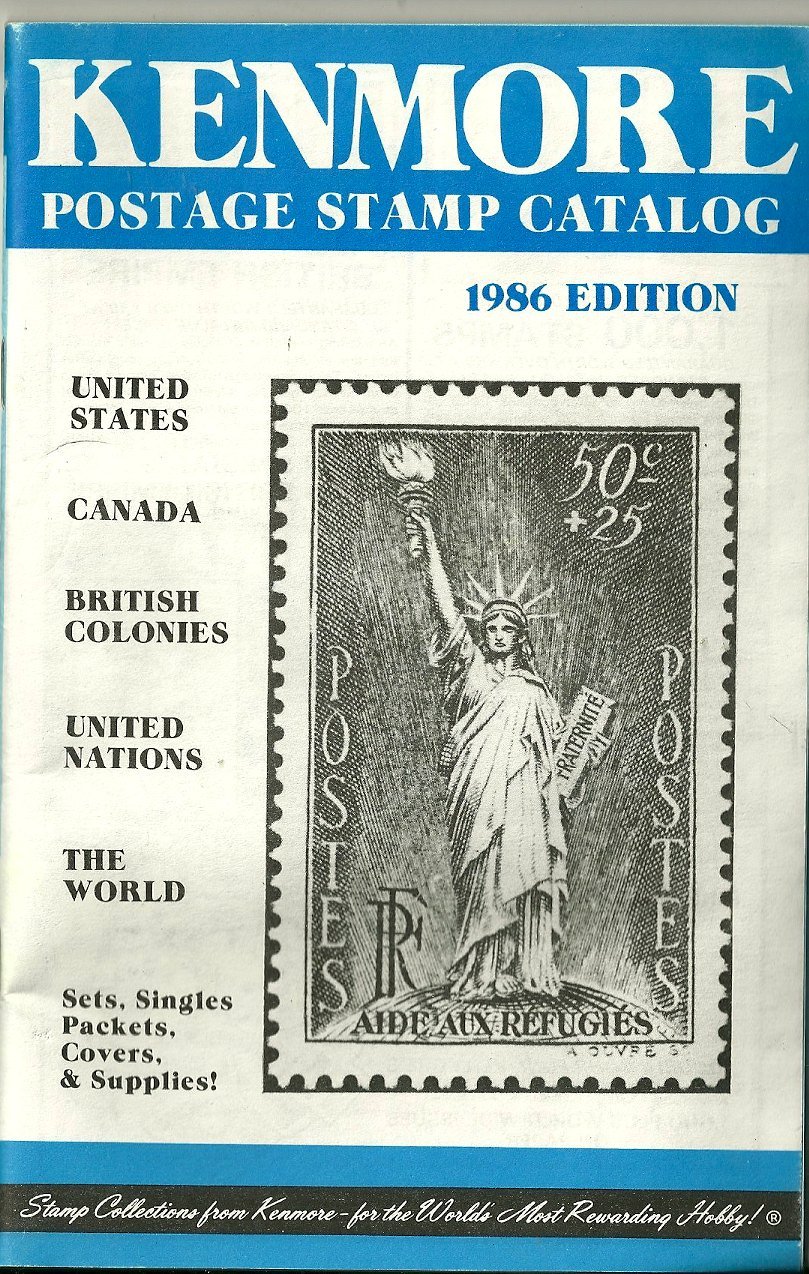 KENMORE
POSTAGE STAMP CATALOG
1986 EDITION
UNITED
STATES
CANADA
BRITISH
COLONIES
UNITED
NATIONS
THE
WORLD
Sets, Singles
Packets,
Covers,
& Supplies!
50c
+25
POSTES
POSTES
FRATERNITÉ
RF
AIDE AUX RÉFUGIÉS
Stamp Collections from Kenmore - for the World's Most Rewarding Hobby! ®